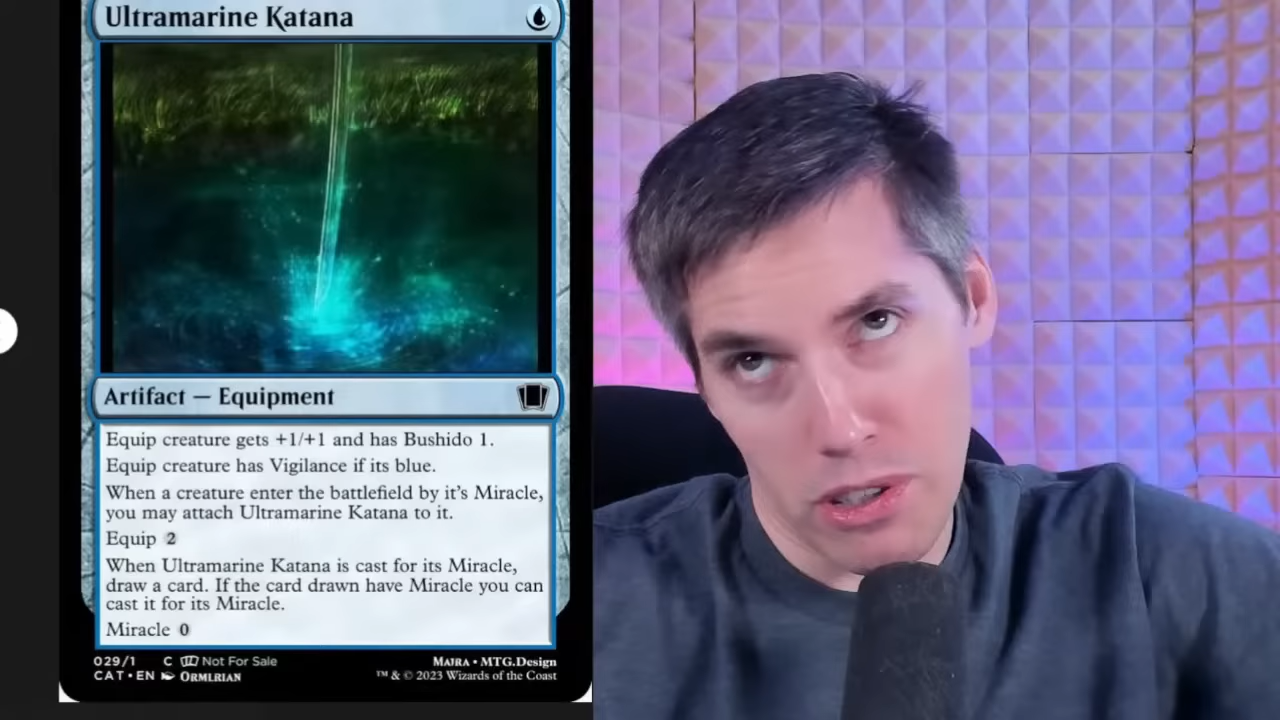 Ultramarine Katana
Artifact — Equipment
Equip creature gets +1/+1 and has Bushido 1.
Equip creature has Vigilance if its blue.
When a creature enter the battlefield by it's Miracle,
you may attach Ultramarine Katana to it.
Equip 2
When Ultramarine Katana is cast for its Miracle,
draw a card. If the card drawn have Miracle you can
cast it for its Miracle.
Miracle 0
029/1 C Not For Sale
CAT • EN ORMLRIAN
MAIRA • MTG.Design
™ & © 2023 Wizards of the Coast